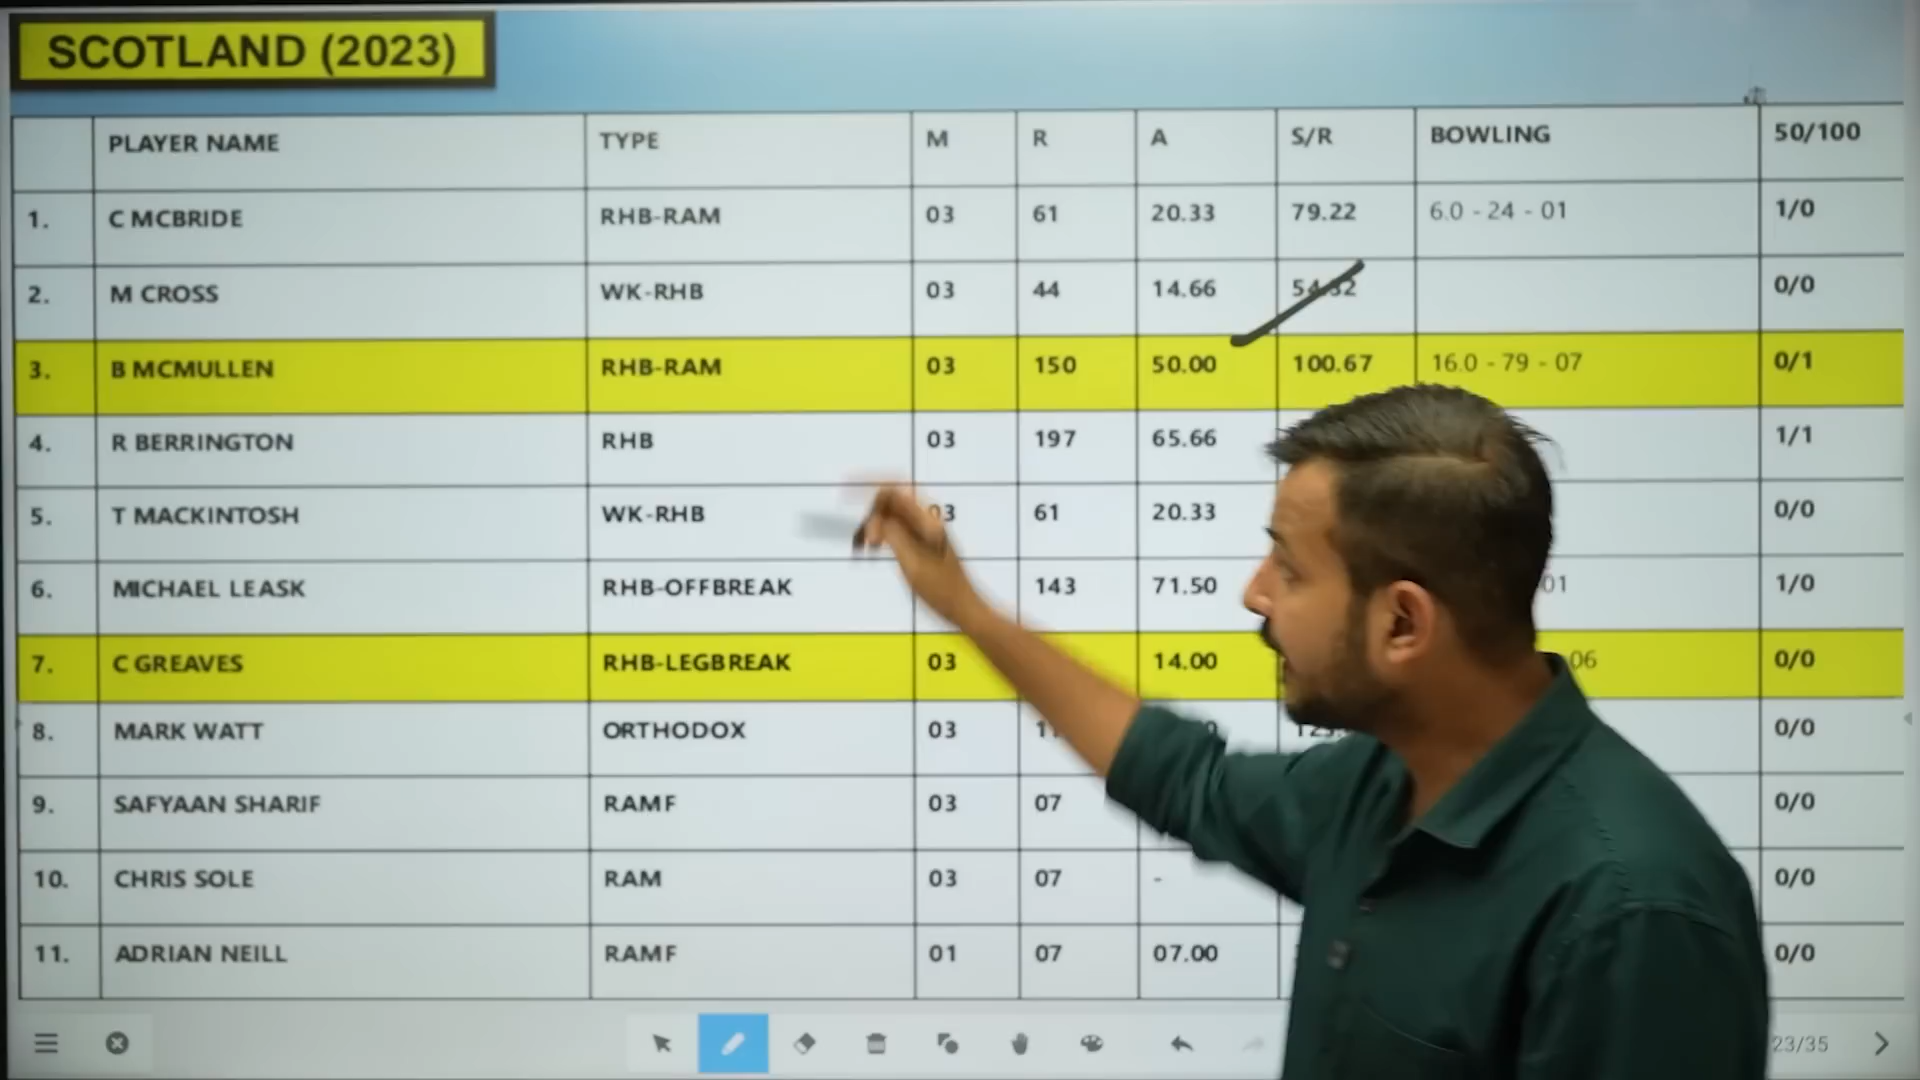 SCOTLAND (2023)
PLAYER NAME TYPE M R A S/R BOWLING 50/100
1. C MCBRIDE RHB-RAM 03 61 20.33 79.22 6.0 - 24 - 01 1/0
2. M CROSS WK-RHB 03 44 14.66 0/0
3. B MCMULLEN RHB-RAM 03 150 50.00 100.67 16.0 - 79 - 07 0/1
4. R BERRINGTON RHB 03 197 65.66 1/1
5. T MACKINTOSH WK-RHB 61 20.33 0/0
6. MICHAEL LEASK RHB-OFFBREAK 143 71.50 01 1/0
7. C GREAVES RHB-LEGBREAK 03 14.00 06 0/0
8. MARK WATT ORTHODOX 03 0/0
9. SAFYAAN SHARIF RAMF 03 07 0/0
10. CHRIS SOLE RAM 03 07 - 0/0
11. ADRIAN NEILL RAMF 01 07 07.00 0/0
23/35